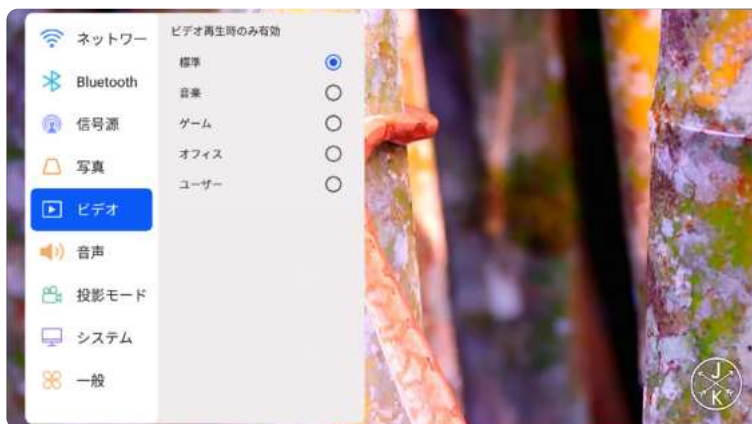 ネットワー
Bluetooth
信号源
写真
ビデオ
音声
投影モード
システム
一般
ビデオ再生時のみ有効
標準
音楽
ゲーム
オフィス
ユーザー
J
K